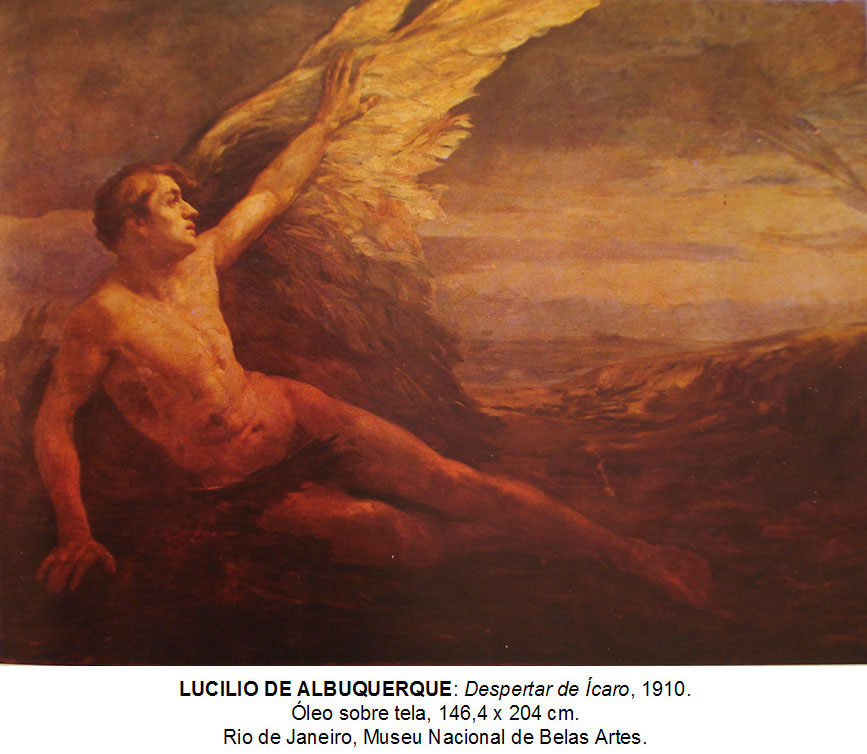 LUCILIO DE ALBUQUERQUE: Despertar de Ícaro, 1910.
Óleo sobre tela, 146,4 x 204 cm.
Rio de Janeiro, Museu Nacional de Belas Artes.